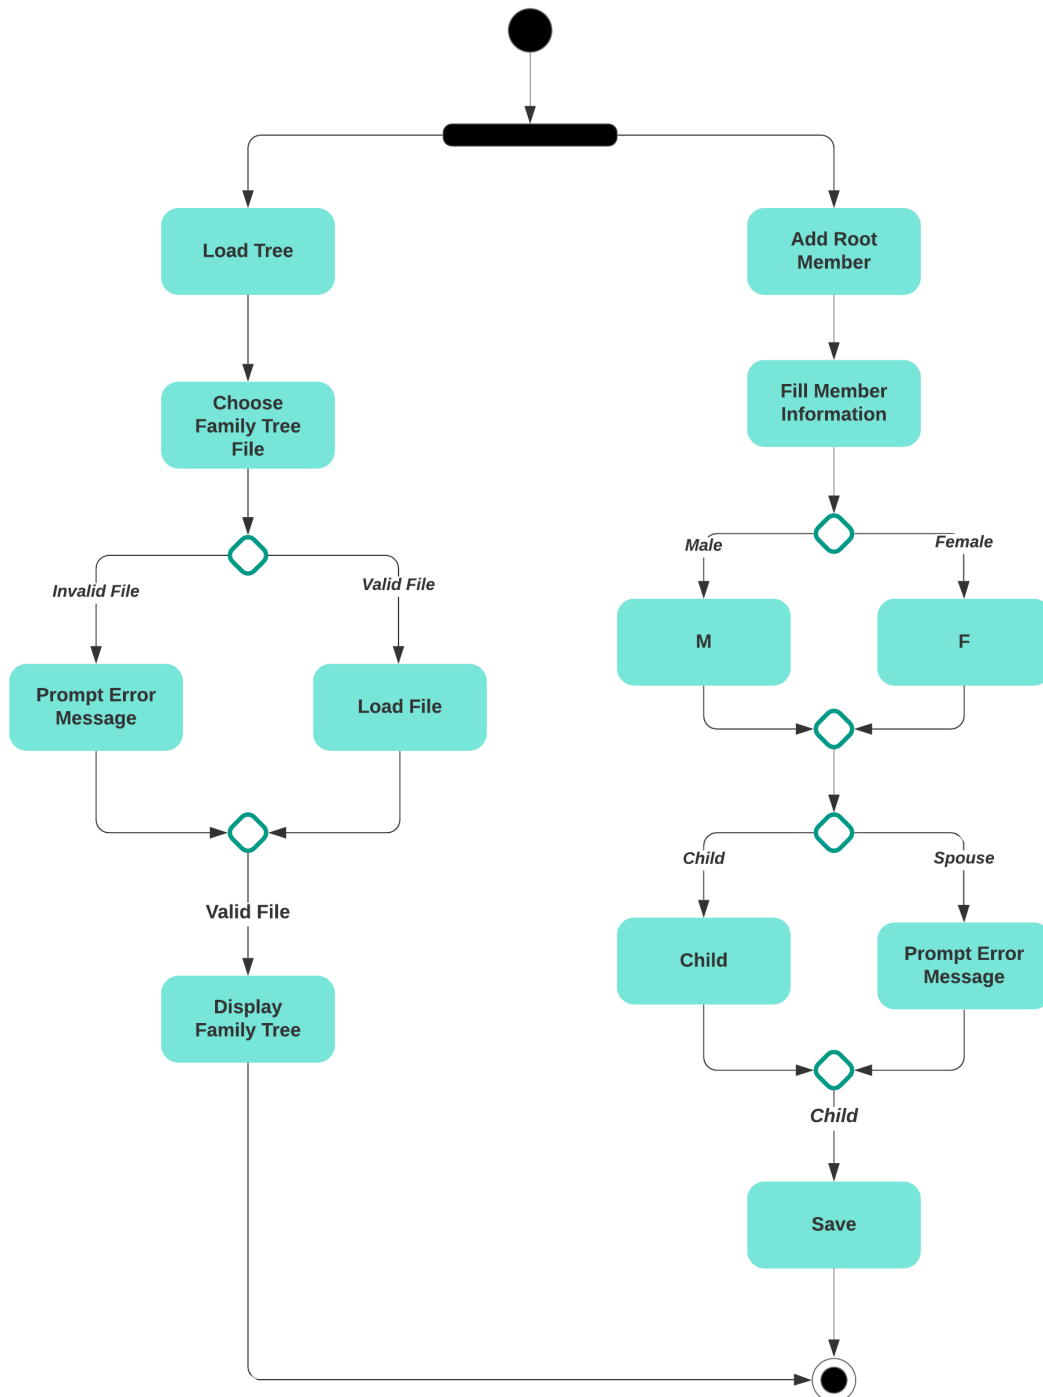 Load Tree
Add Root
Member
Choose
Family Tree
File
Fill Member
Information
Invalid File
Valid File
Male
Female
M
F
Prompt Error
Message
Load File
Child
Spouse
Valid File
Child
Prompt Error
Message
Display
Family Tree
Child
Save